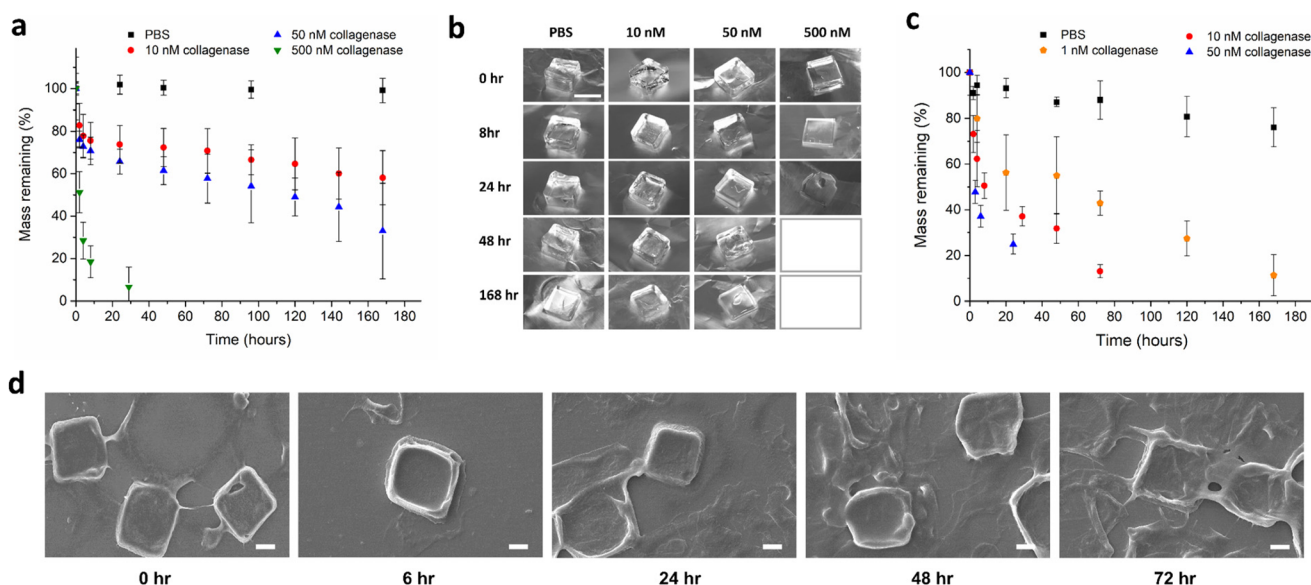 a
PBS
10 nM collagenase
50 nM collagenase
500 nM collagenase
Mass remaining (%)
100
80
60
40
20
0
0 20 40 60 80 100 120 140 160 180
Time (hours)
b
PBS 10 nM 50 nM 500 nM
0 hr
8hr
24 hr
48 hr
168 hr
c
PBS
1 nM collagenase
10 nM collagenase
50 nM collagenase
Mass remaining (%)
100
80
60
40
20
0
0 20 40 60 80 100 120 140 160 180
Time (hours)
d
0 hr 6 hr 24 hr 48 hr 72 hr